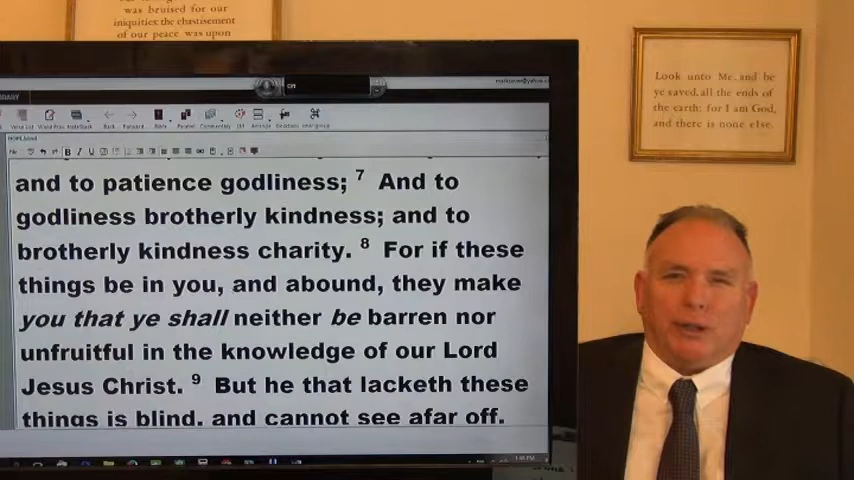 was bruised for our
iniquities: the chastisement
of our peace was upon
Look unto Me, and be
ye saved, all the ends of
the earth: for I am God,
and there is none else.
and to patience godliness; 7 And to
godliness brotherly kindness; and to
brotherly kindness charity. 8 For if these
things be in you, and abound, they make
you that ye shall neither be barren nor
unfruitful in the knowledge of our Lord
Jesus Christ. 9 But he that lacketh these
things is blind, and cannot see afar off,